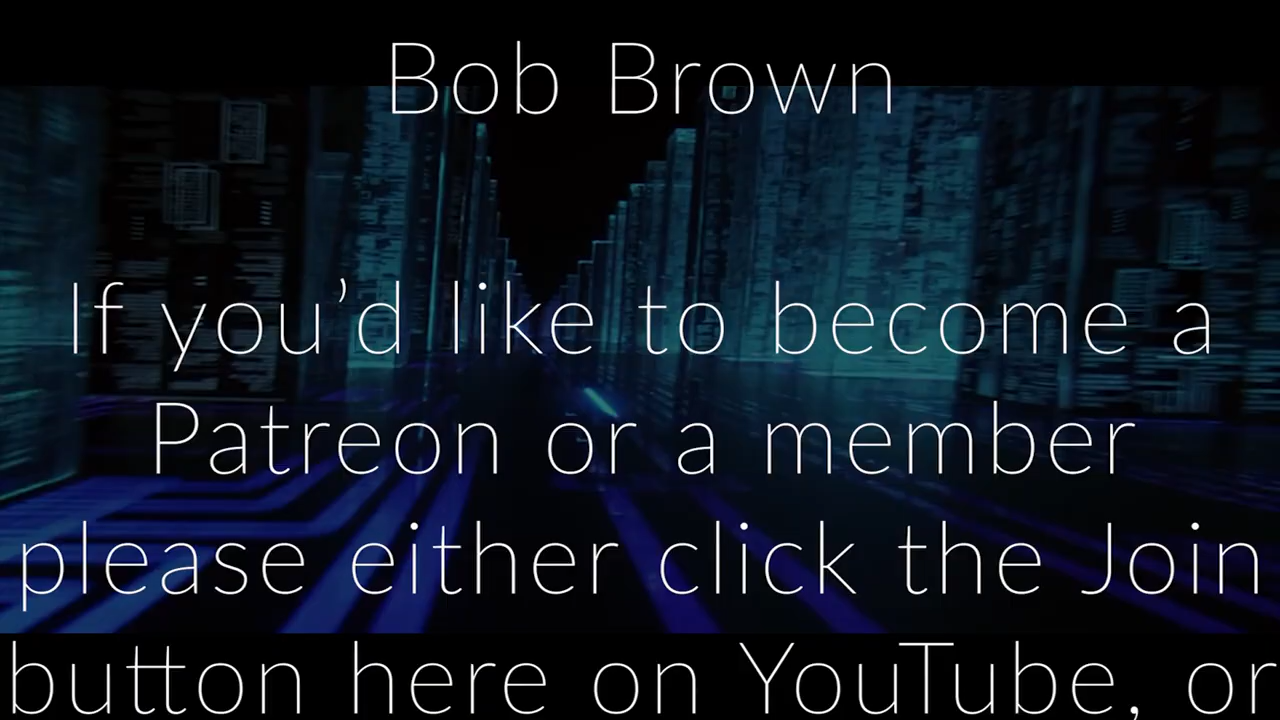 Bob Brown
If you’d like to become a
Patreon or a member
please either click the Join
button here on YouTube, or